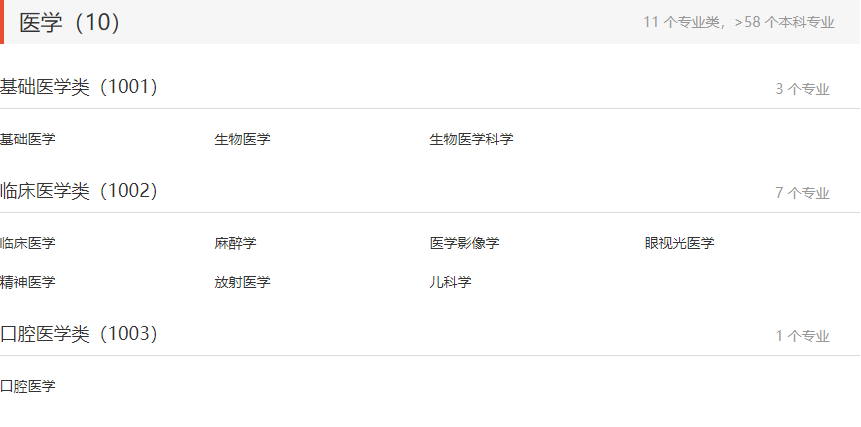 医学（10） 11 个专业类，>58 个本科专业
基础医学类（1001） 3 个专业
基础医学 生物医学 生物医学科学
临床医学类（1002） 7 个专业
临床医学 麻醉学 医学影像学 眼视光医学
精神医学 放射医学 儿科学
口腔医学类（1003） 1 个专业
口腔医学